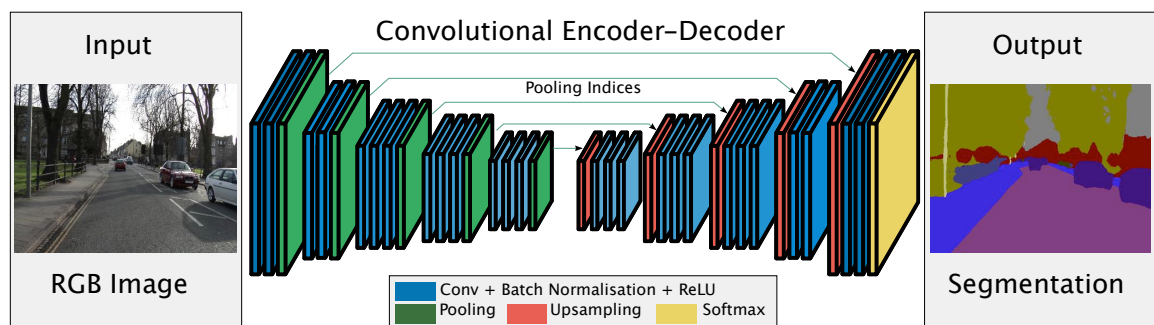 Input
Convolutional Encoder-Decoder
Output
Pooling Indices
RGB Image
Segmentation
Conv + Batch Normalisation + ReLU
Pooling Upsampling Softmax